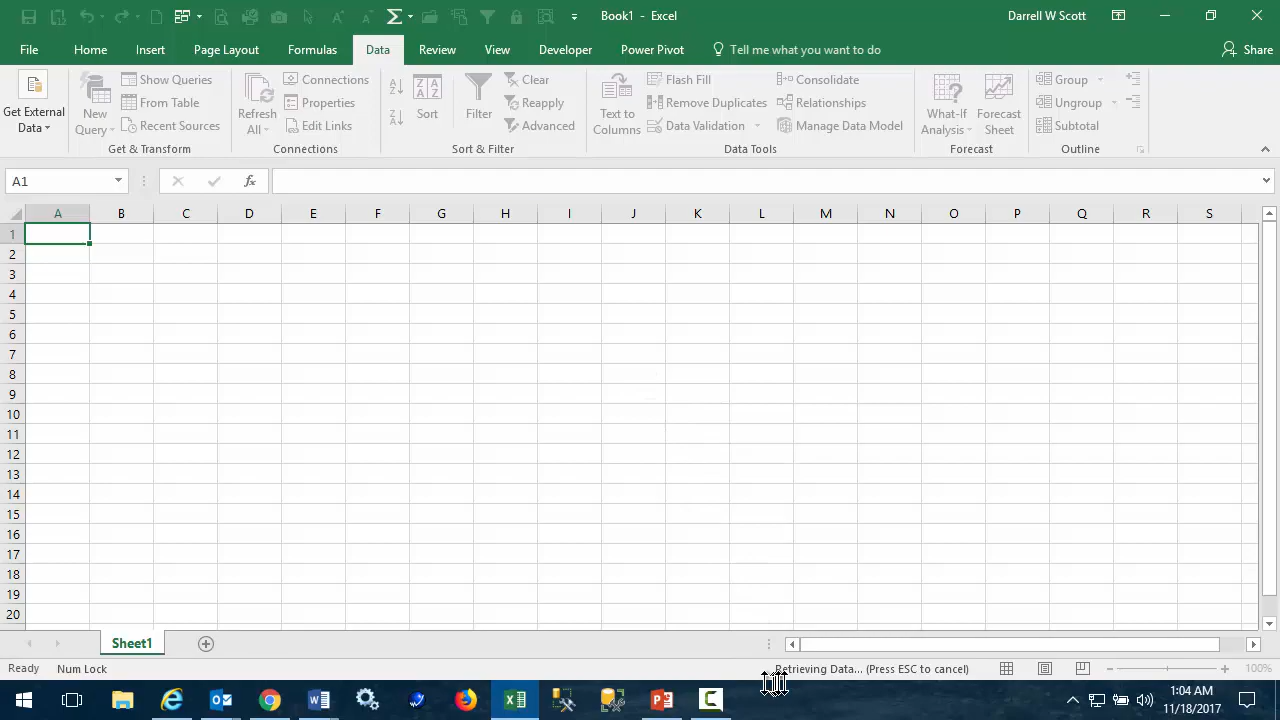 Book1 - Excel
Darrell W Scott
File Home Insert Page Layout Formulas Data Review View Developer Power Pivot Tell me what you want to do Share
Get External Data
New Query
Show Queries
From Table
Recent Sources
Get & Transform
Refresh All
Connections
Properties
Edit Links
Connections
Sort
Filter
Clear
Reapply
Advanced
Sort & Filter
Text to Columns
Flash Fill
Remove Duplicates
Data Validation
Consolidate
Relationships
Manage Data Model
Data Tools
What-If Analysis
Forecast Sheet
Forecast
Group
Ungroup
Subtotal
Outline
A1
fx
A B C D E F G H I J K L M N O P Q R S
1
2
3
4
5
6
7
8
9
10
11
12
13
14
15
16
17
18
19
20
Sheet1
Ready Num Lock Retrieving Data... (Press ESC to cancel) 100%
1:04 AM
11/18/2017